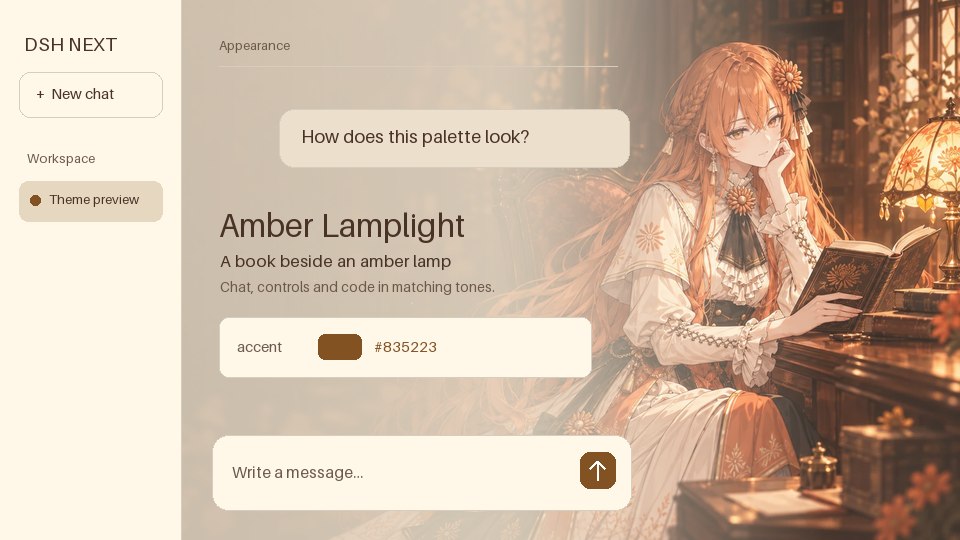 DSH NEXT
+ New chat
Workspace
Theme preview
Appearance
How does this palette look?
Amber Lamplight
A book beside an amber lamp
Chat, controls and code in matching tones.
accent #835223
Write a message...